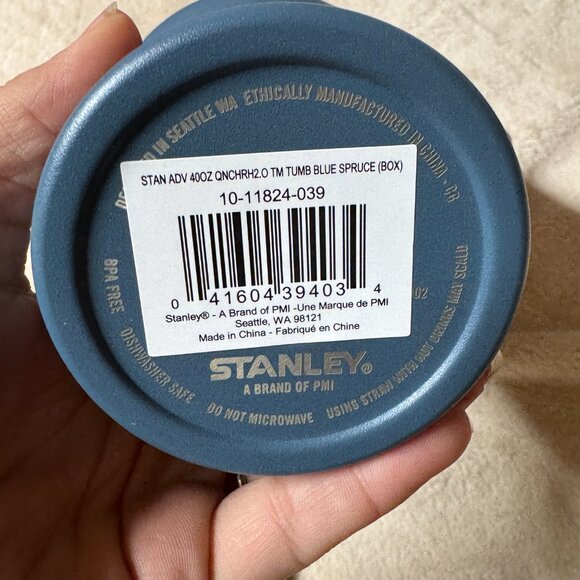 IN SEATTLE WA ETHICALLY MANUFACTURED IN CHINA · CG
STAN ADV 40OZ QNCHRH2.O TM TUMB BLUE SPRUCE (BOX)
10-11824-039
0 41604 39403 4
Stanley® - A Brand of PMI -Une Marque de PMI
Seattle, WA 98121
Made in China - Fabriqué en Chine
02
STANLEY®
A BRAND OF PMI
BPA FREE DISHWASHER SAFE DO NOT MICROWAVE USING STRAW WITH HOT DRINKS MAY SCALD